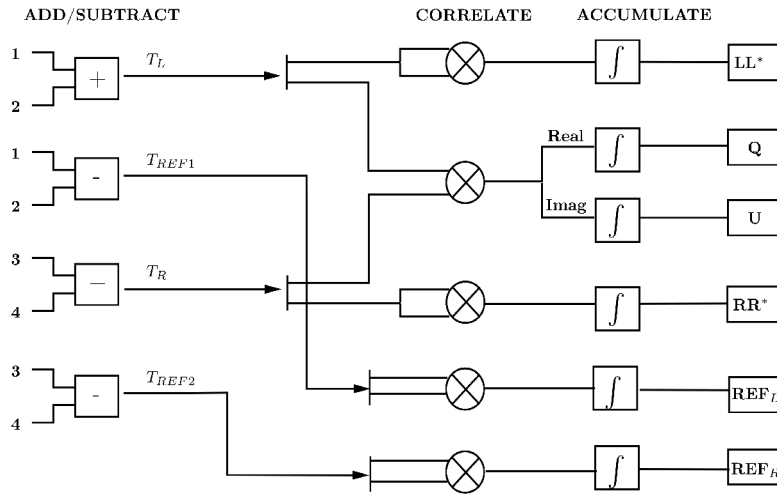 ADD/SUBTRACT CORRELATE ACCUMULATE
1
2
+
T_L
LL*
1
2
-
T_REF1
Real
Q
Imag
U
3
4
−
T_R
RR*
3
4
-
T_REF2
REF_L
REF_R
∫
∫
∫
∫
∫
∫